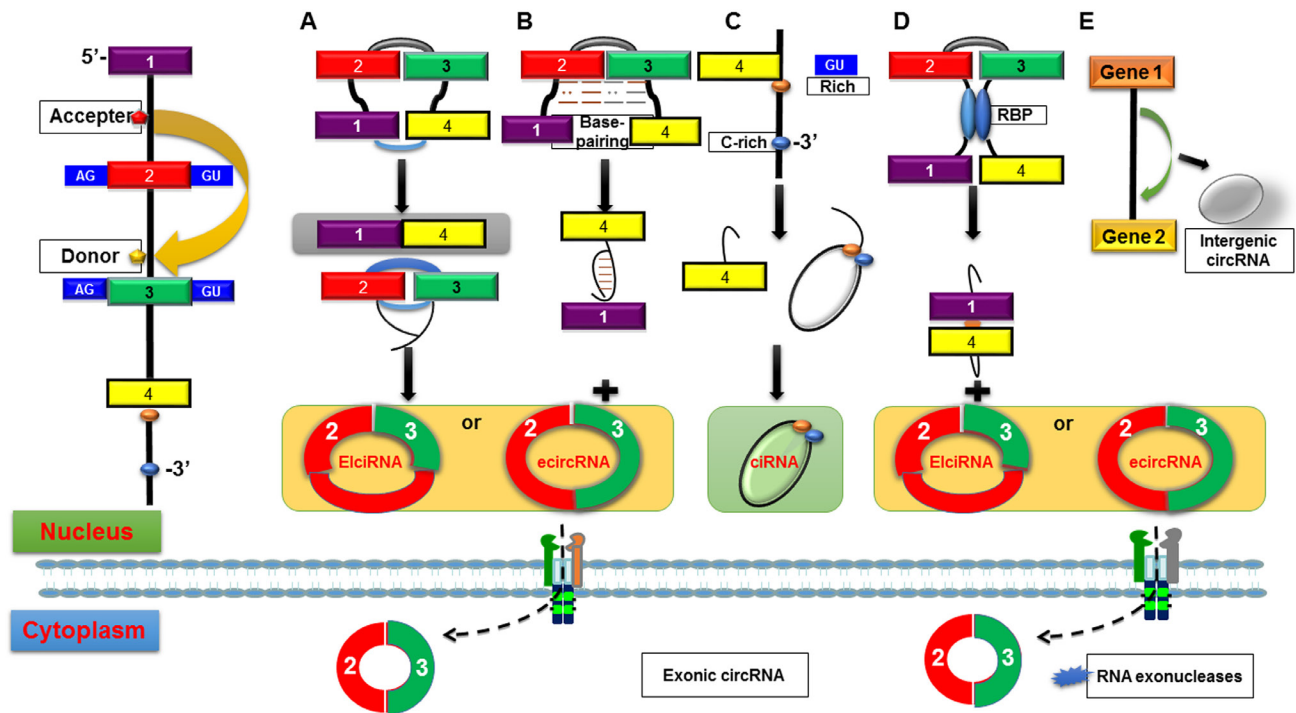 A
B
C
D
E
5’-
1
Accepter
AG
2
GU
Donor
AG
3
GU
4
-3’
2
3
1
4
1
4
2
3
2
3
1
Base-
pairing
4
4
1
4
GU
Rich
C-rich
-3’
4
2
3
RBP
1
4
1
4
Gene 1
Gene 2
Intergenic
circRNA
2
3
ElciRNA
or
2
3
ecircRNA
ciRNA
2
3
ElciRNA
or
2
3
ecircRNA
Nucleus
Cytoplasm
2
3
Exonic circRNA
2
3
RNA exonucleases